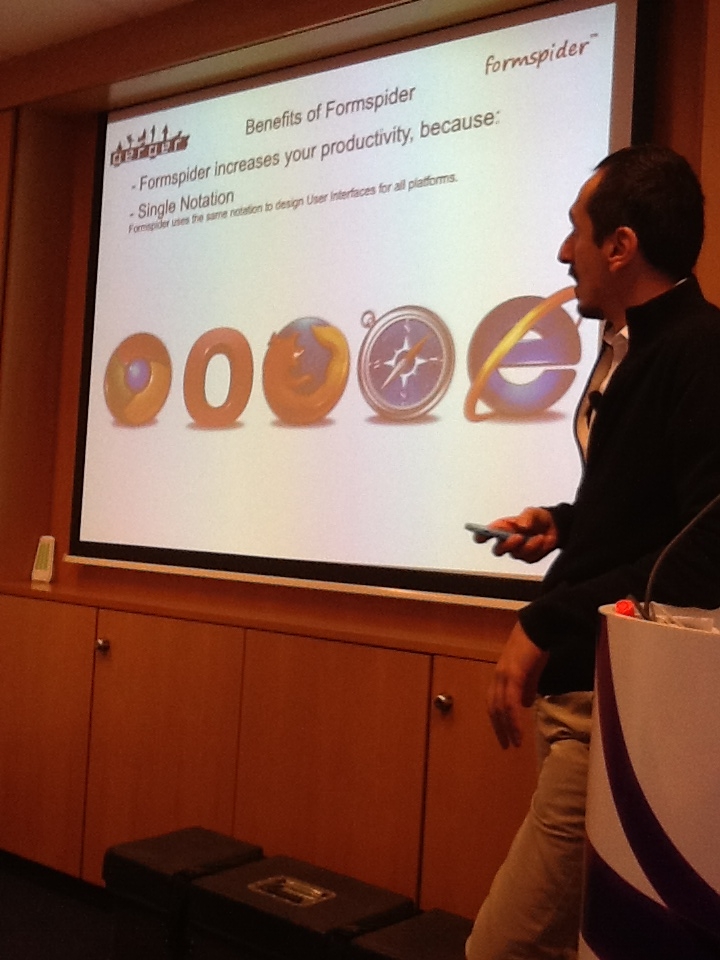 formspider™
gerger
Benefits of Formspider
- Formspider increases your productivity, because:
- Single Notation
Formspider uses the same notation to design User Interfaces for all platforms.